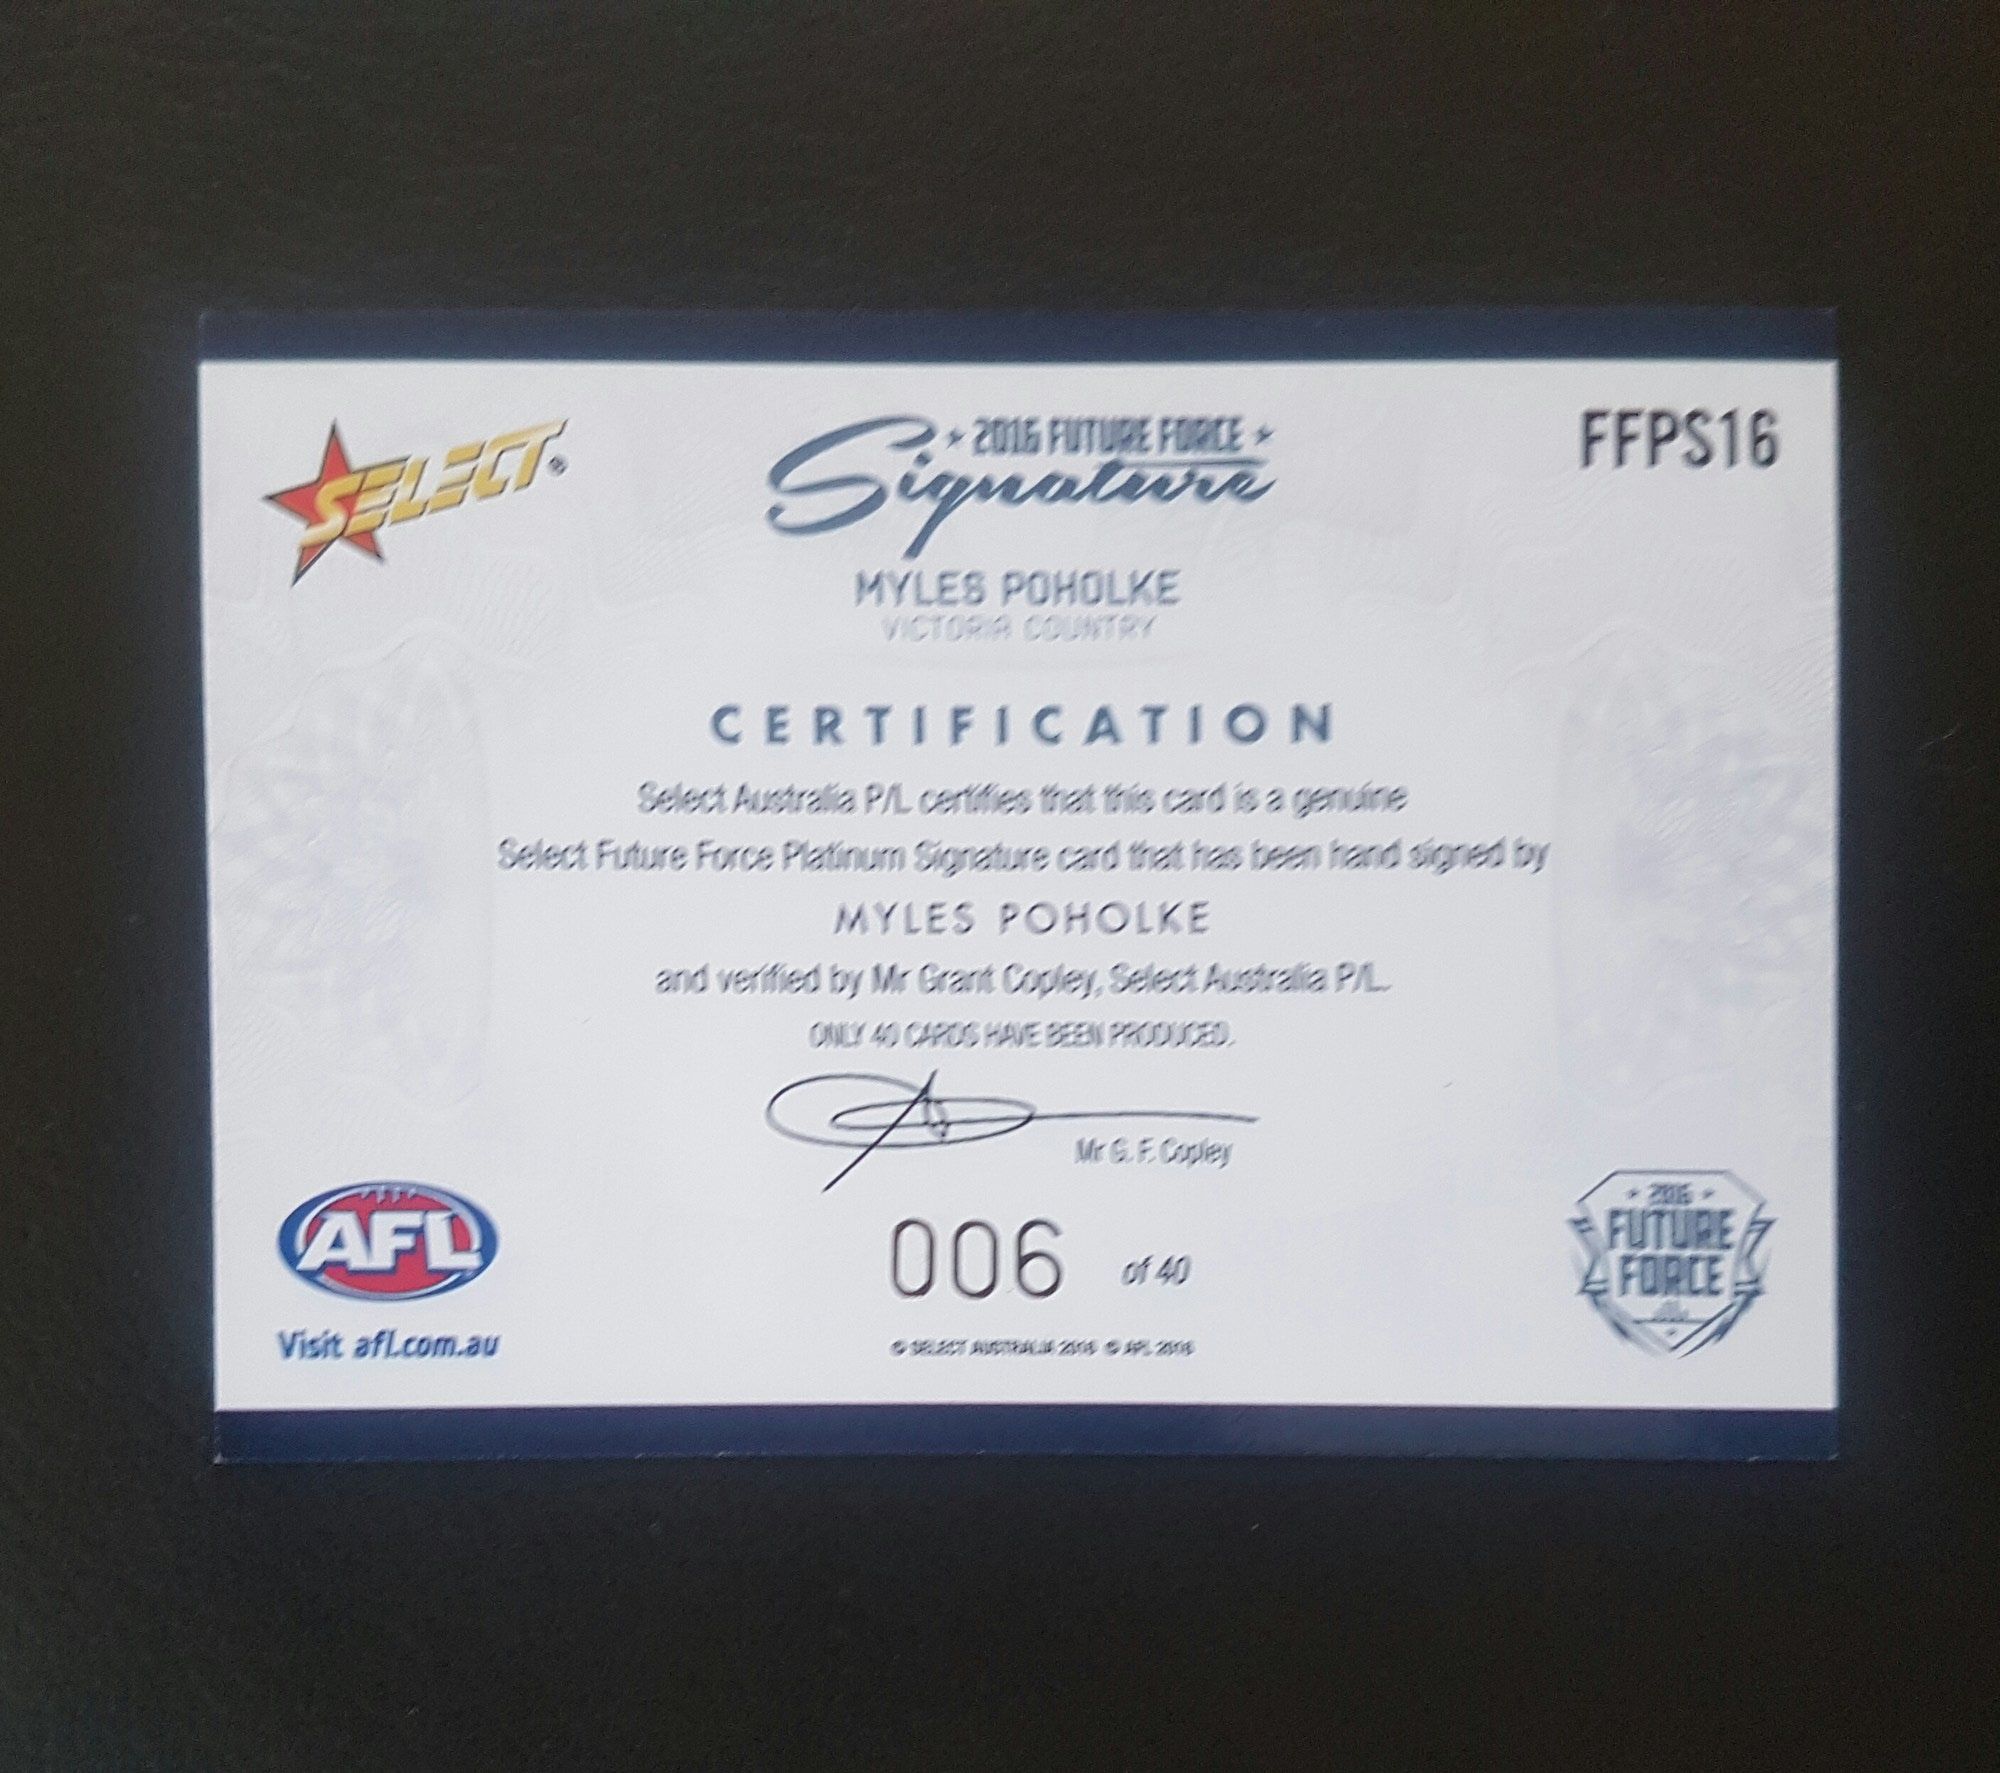 SELECT®
2016 FUTURE FORCE
Signature
FFPS16
MYLES POHOLKE
VICTORIA COUNTRY
CERTIFICATION
Select Australia P/L certifies that this card is a genuine
Select Future Force Platinum Signature card that has been hand signed by
MYLES POHOLKE
and verified by Mr Grant Copley, Select Australia P/L.
ONLY 40 CARDS HAVE BEEN PRODUCED.
Mr G. F. Copley
006 of 40
AFL
Visit afl.com.au
© SELECT AUSTRALIA 2016 © AFL 2016
2016
FUTURE
FORCE